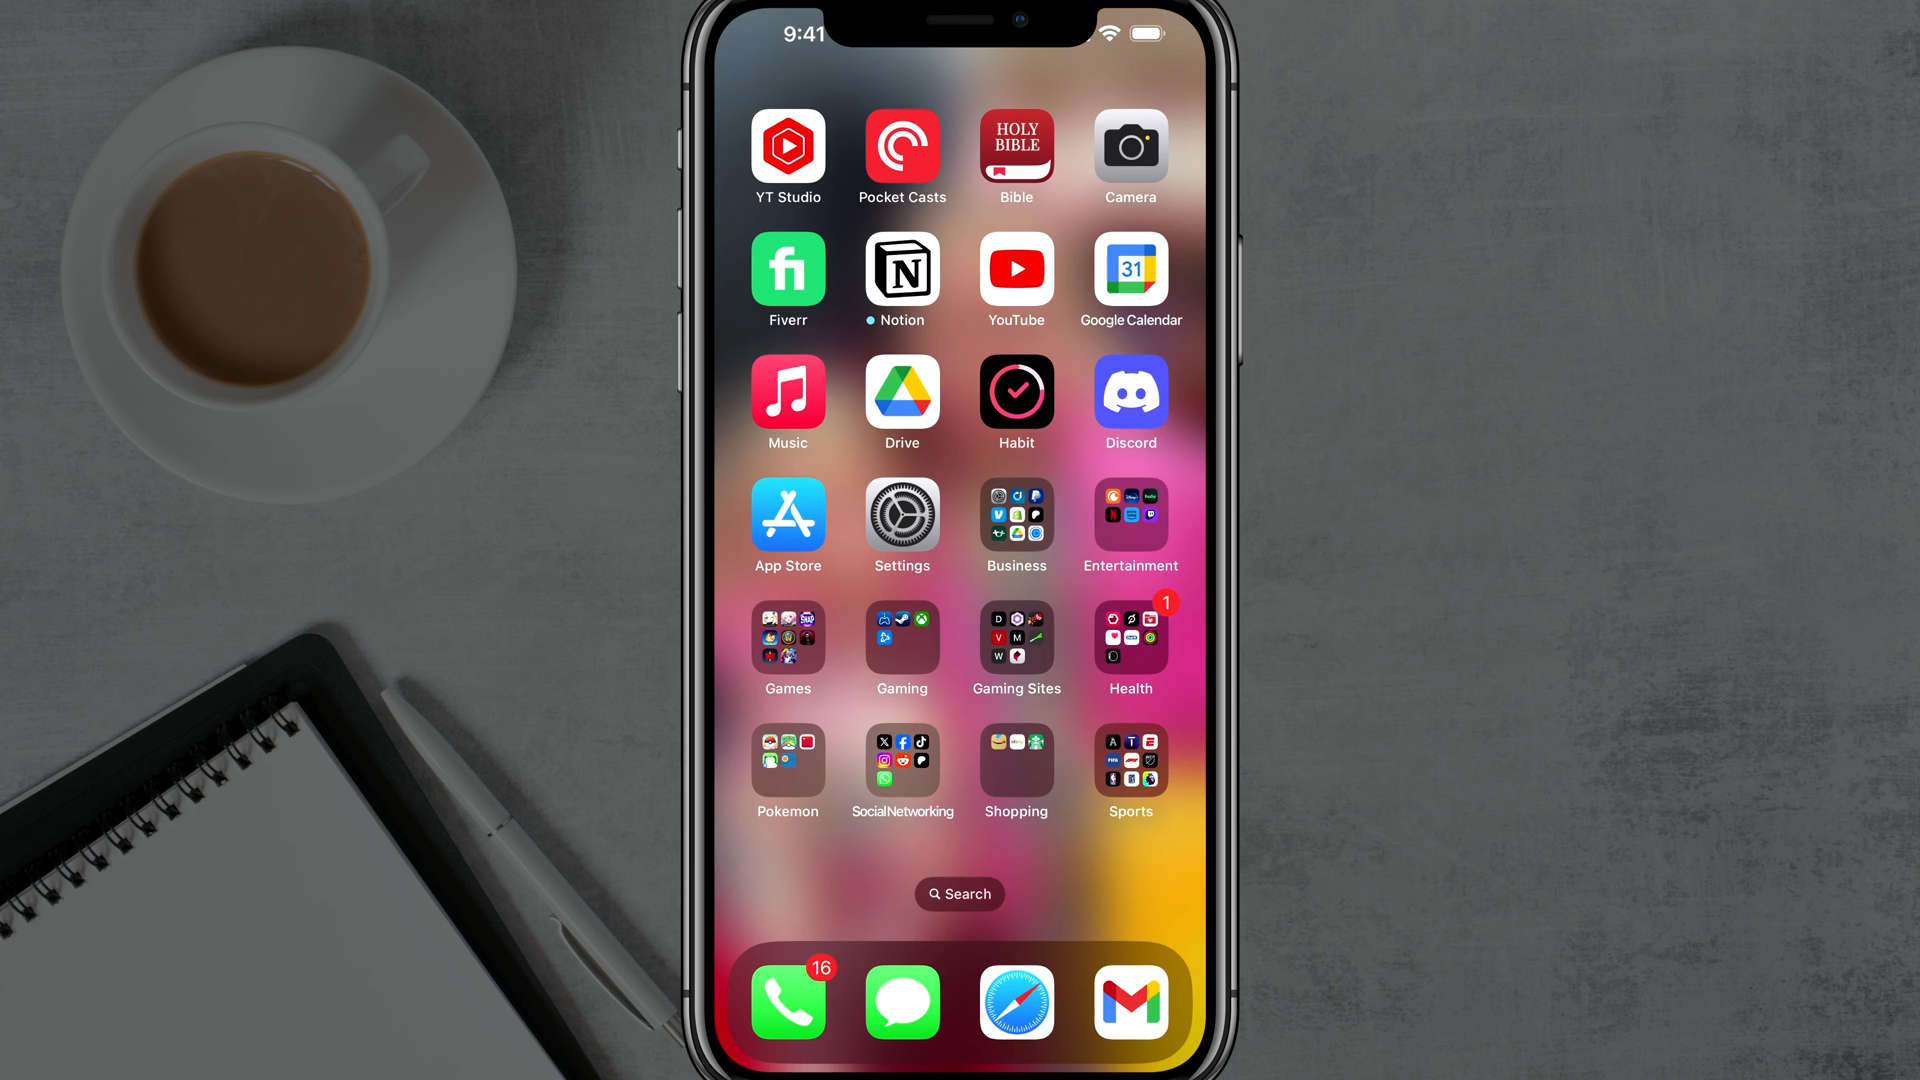 9:41
HOLY
BIBLE
YT Studio
Pocket Casts
Bible
Camera
fi
N
31
Fiverr
Notion
YouTube
Google Calendar
Music
Drive
Habit
Discord
App Store
Settings
Business
Entertainment
1
Games
Gaming
Gaming Sites
Health
Pokemon
SocialNetworking
Shopping
Sports
Search
16